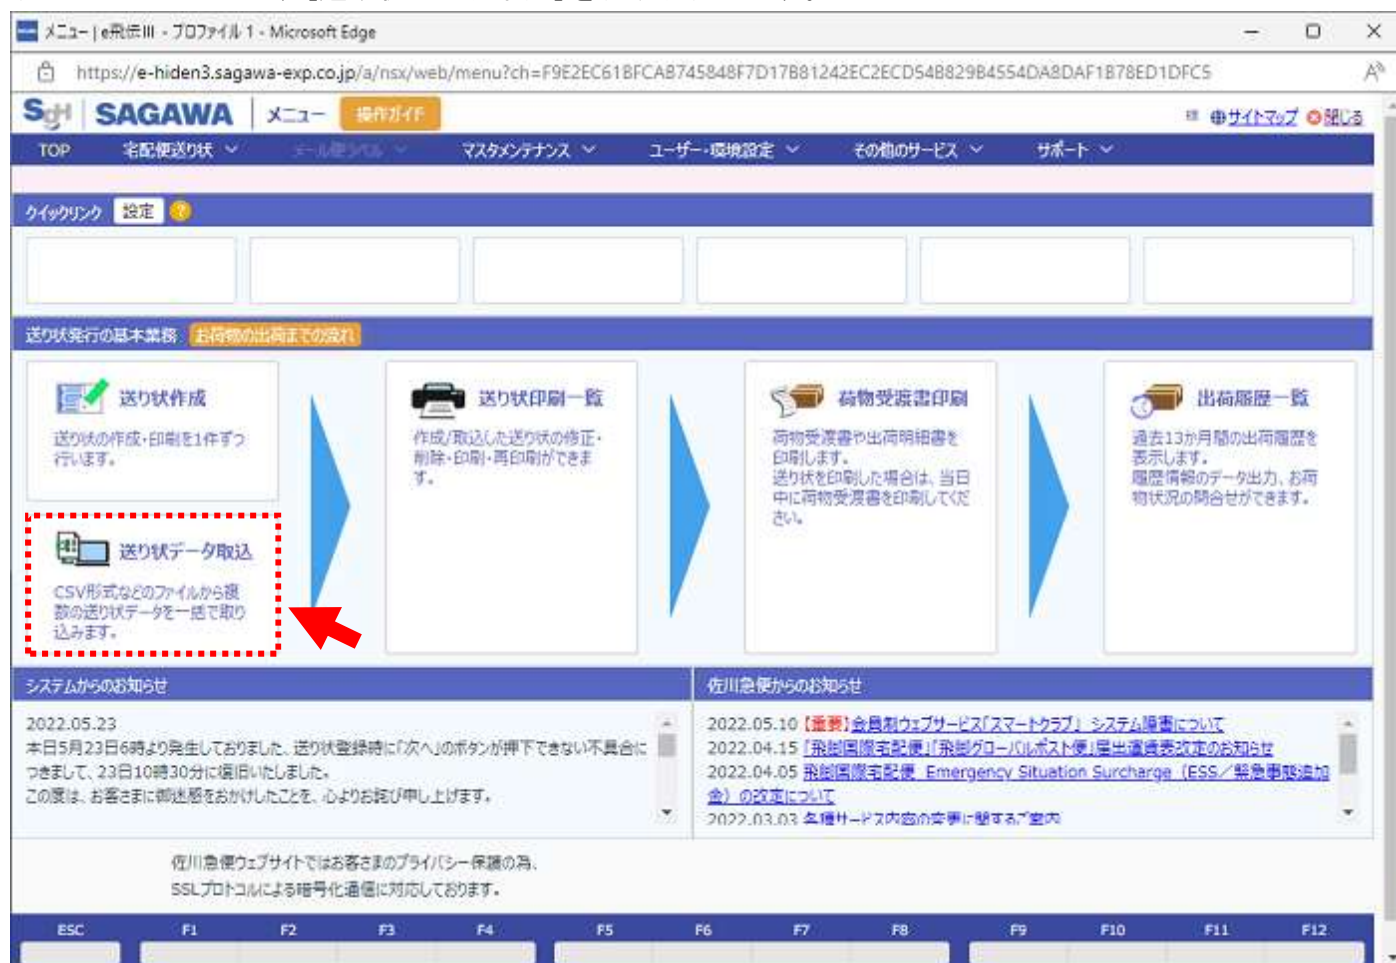 メニュー | e飛伝Ⅲ - プロファイル 1 - Microsoft Edge
https://e-hiden3.sagawa-exp.co.jp/a/nsx/web/menu?ch=F9E2EC61BFCAB745848F7D17B81242EC2ECD54B829B4554DA8DAF1B78ED1DFC5
SGH SAGAWA メニュー 操作ガイド 様 サイトマップ 閉じる
TOP 宅配便送り状 メール便ラベル マスタメンテナンス ユーザー・環境設定 その他のサービス サポート
クイックリンク 設定 ?
送り状発行の基本業務 お荷物の出荷までの流れ
送り状作成
送り状の作成・印刷を1件ずつ
行います。
送り状データ取込
CSV形式などのファイルから複
数の送り状データを一括で取り
込みます。
送り状印刷一覧
作成/取込した送り状の修正・
削除・印刷・再印刷ができま
す。
荷物受渡書印刷
荷物受渡書や出荷明細書を
印刷します。
送り状を印刷した場合は、当日
中に荷物受渡書を印刷してくだ
さい。
出荷履歴一覧
過去13か月間の出荷履歴を
表示します。
履歴情報のデータ出力、お荷
物状況の問合せができます。
システムからのお知らせ
2022.05.23
本日5月23日6時より発生しておりました、送り状登録時に「次へ」のボタンが押下できない不具合に
つきまして、23日10時30分に復旧いたしました。
この度は、お客さまに御迷惑をおかけしたことを、心よりお詫び申し上げます。
佐川急便からのお知らせ
2022.05.10 【重要】会員制ウェブサービス「スマートクラブ」 システム障害について
2022.04.15 「飛脚国際宅配便」「飛脚グローバルポスト便」届出運賃表改定のお知らせ
2022.04.05 飛脚国際宅配便 Emergency Situation Surcharge (ESS/緊急事態追加
金) の改定について
2022.03.03 各種サービス内容の変更に関するご案内
佐川急便ウェブサイトではお客さまのプライバシー保護の為、
SSLプロトコルによる暗号化通信に対応しております。
ESC F1 F2 F3 F4 F5 F6 F7 F8 F9 F10 F11 F12